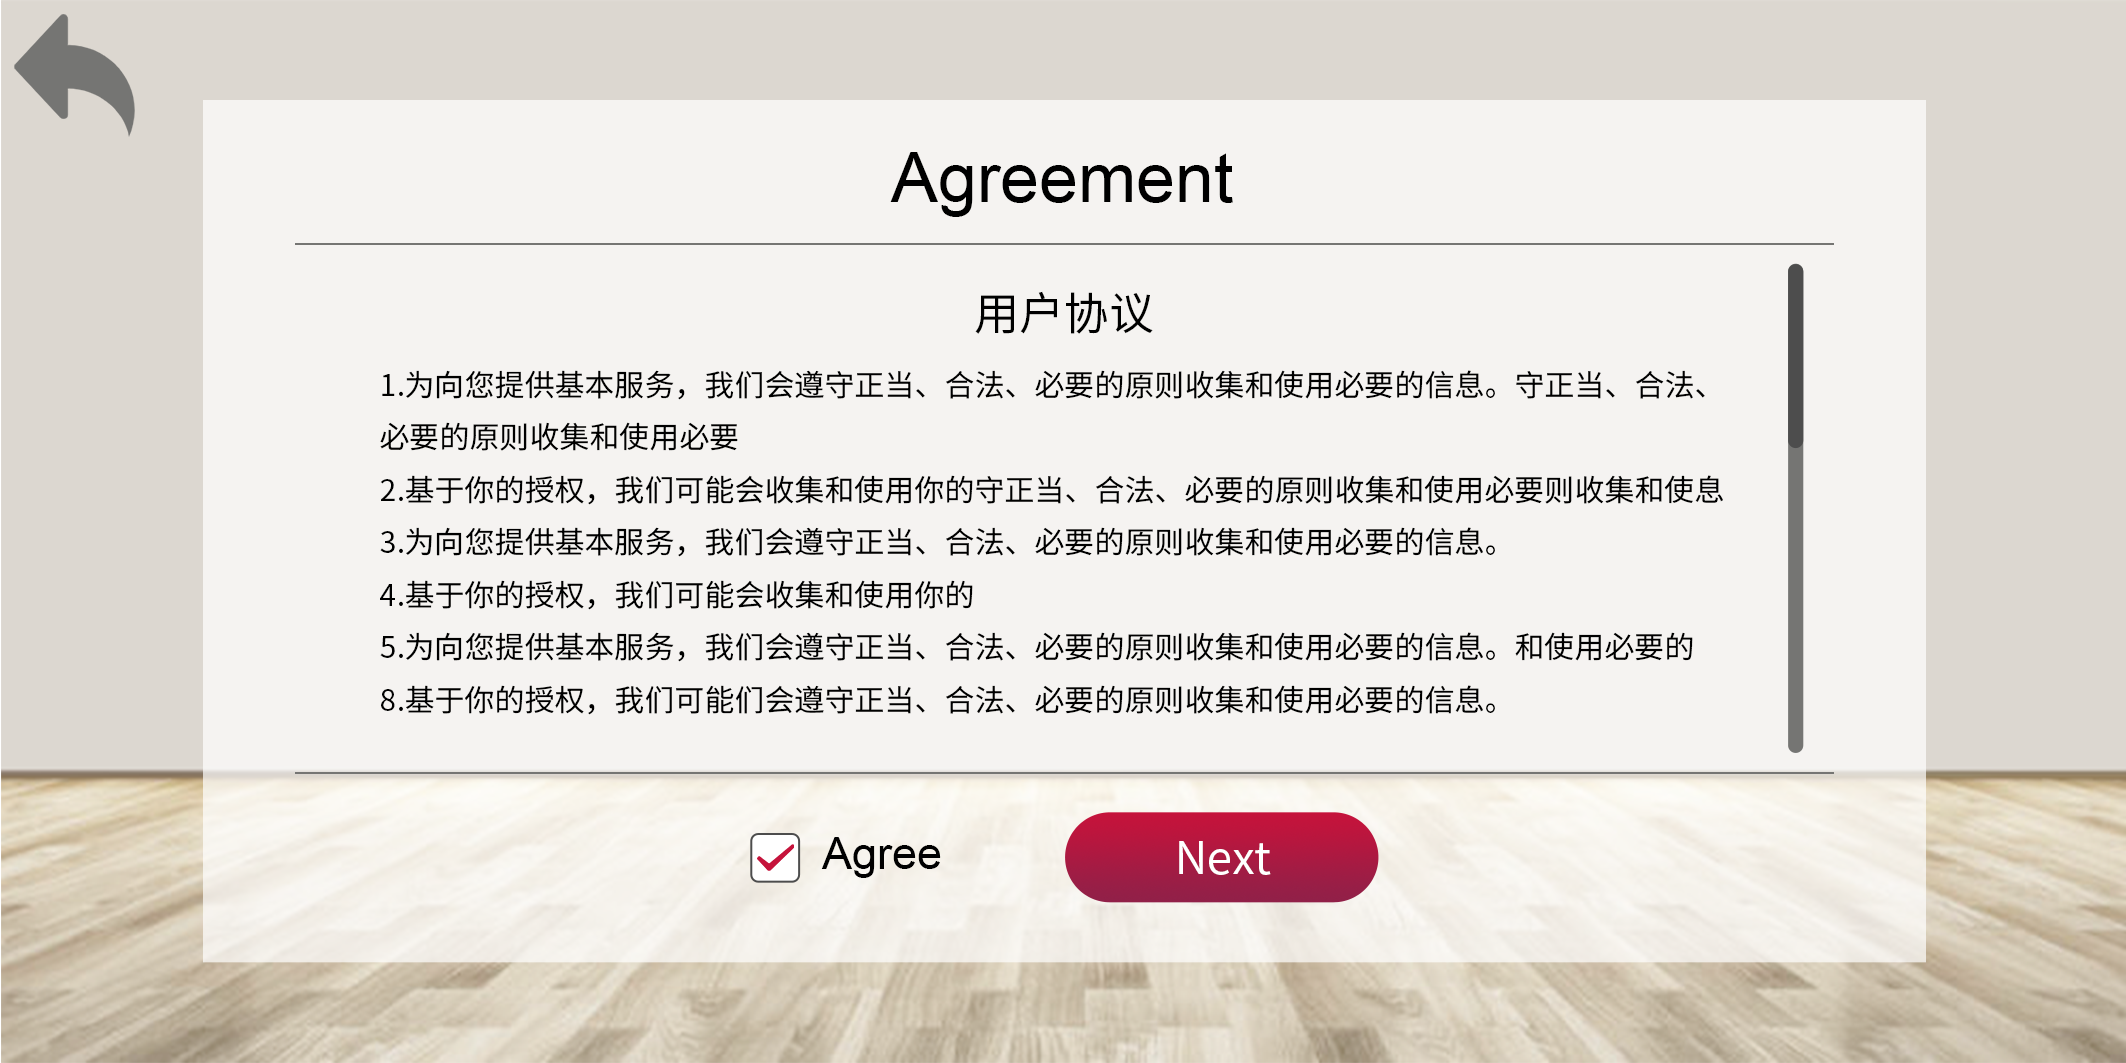 Agreement
用户协议
1.为向您提供基本服务，我们会遵守正当、合法、必要的原则收集和使用必要的信息。守正当、合法、
必要的原则收集和使用必要
2.基于你的授权，我们可能会收集和使用你的守正当、合法、必要的原则收集和使用必要则收集和使息
3.为向您提供基本服务，我们会遵守正当、合法、必要的原则收集和使用必要的信息。
4.基于你的授权，我们可能会收集和使用你的
5.为向您提供基本服务，我们会遵守正当、合法、必要的原则收集和使用必要的信息。和使用必要的
8.基于你的授权，我们可能们会遵守正当、合法、必要的原则收集和使用必要的信息。
Agree
Next